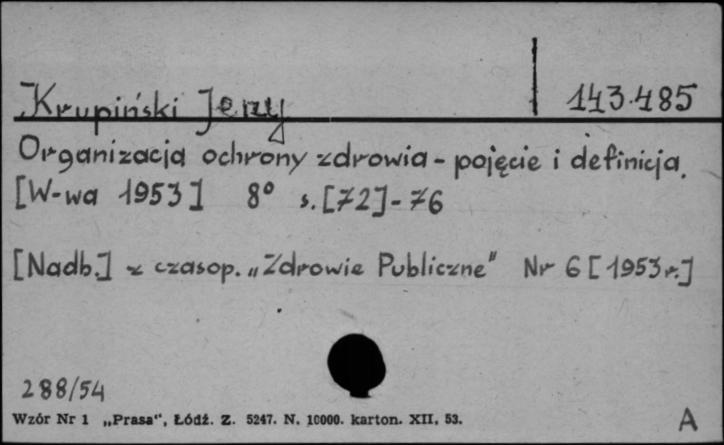 Krupiński Jerzy 143.485
Organizacja ochrony zdrowia - pojęcie i definicja.
[W-wa 1953] 8° s. [72] - 76
[Nadb.] z czasop. „Zdrowie Publiczne" Nr 6 [1953 r.]
288/54
Wzór Nr 1 „Prasa", Łódź. Z. 5247. N. 10000. karton. XII. 53.
A